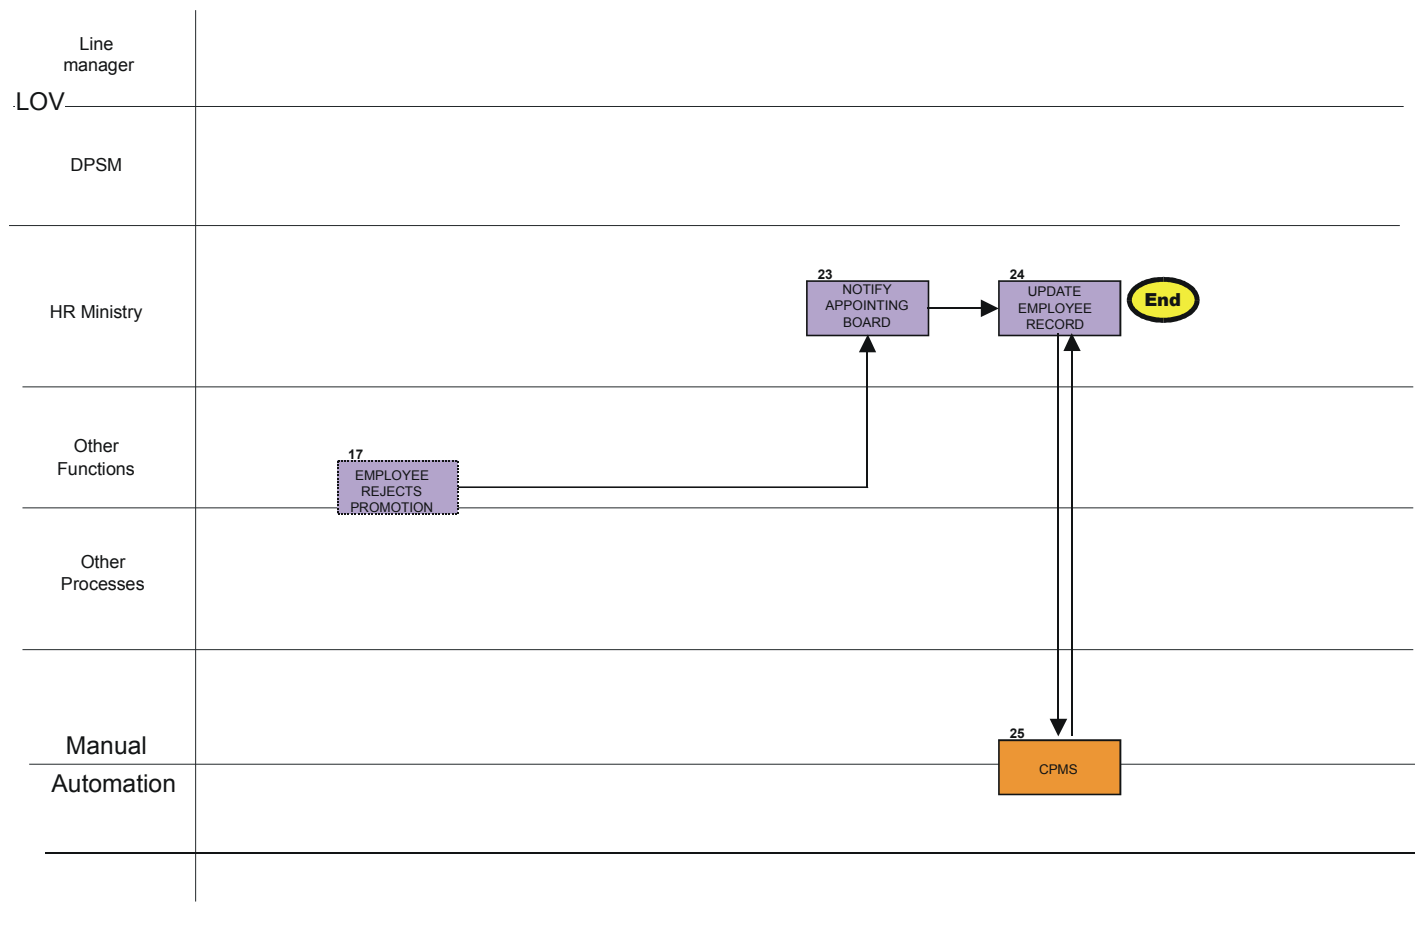 Line
manager
LOV
DPSM
HR Ministry
23
NOTIFY
APPOINTING
BOARD
24
UPDATE
EMPLOYEE
RECORD
End
Other
Functions
17
EMPLOYEE
REJECTS
PROMOTION
Other
Processes
Manual
Automation
25
CPMS